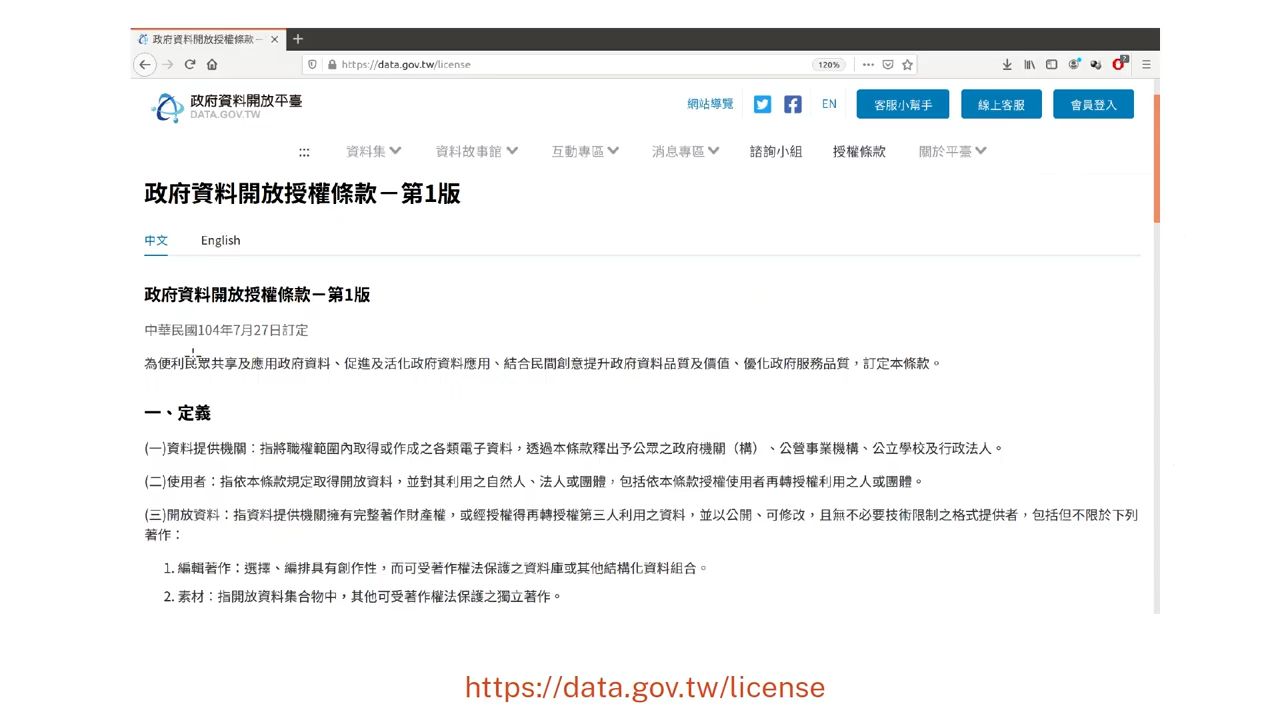 政府資料開放授權條款－
https://data.gov.tw/license
120%
政府資料開放平臺
DATA.GOV.TW
網站導覽
EN
客服小幫手
線上客服
會員登入
:::
資料集
資料故事館
互動專區
消息專區
諮詢小組
授權條款
關於平臺
政府資料開放授權條款－第1版
中文
English
政府資料開放授權條款－第1版
中華民國104年7月27日訂定
為便利民眾共享及應用政府資料、促進及活化政府資料應用、結合民間創意提升政府資料品質及價值、優化政府服務品質，訂定本條款。
一、定義
(一)資料提供機關：指將職權範圍內取得或作成之各類電子資料，透過本條款釋出予公眾之政府機關（構）、公營事業機構、公立學校及行政法人。
(二)使用者：指依本條款規定取得開放資料，並對其利用之自然人、法人或團體，包括依本條款授權使用者再轉授權利用之人或團體。
(三)開放資料：指資料提供機關擁有完整著作財產權，或經授權得再轉授權第三人利用之資料，並以公開、可修改，且無不必要技術限制之格式提供者，包括但不限於下列
著作：
1. 編輯著作：選擇、編排具有創作性，而可受著作權法保護之資料庫或其他結構化資料組合。
2. 素材：指開放資料集合物中，其他可受著作權法保護之獨立著作。
https://data.gov.tw/license